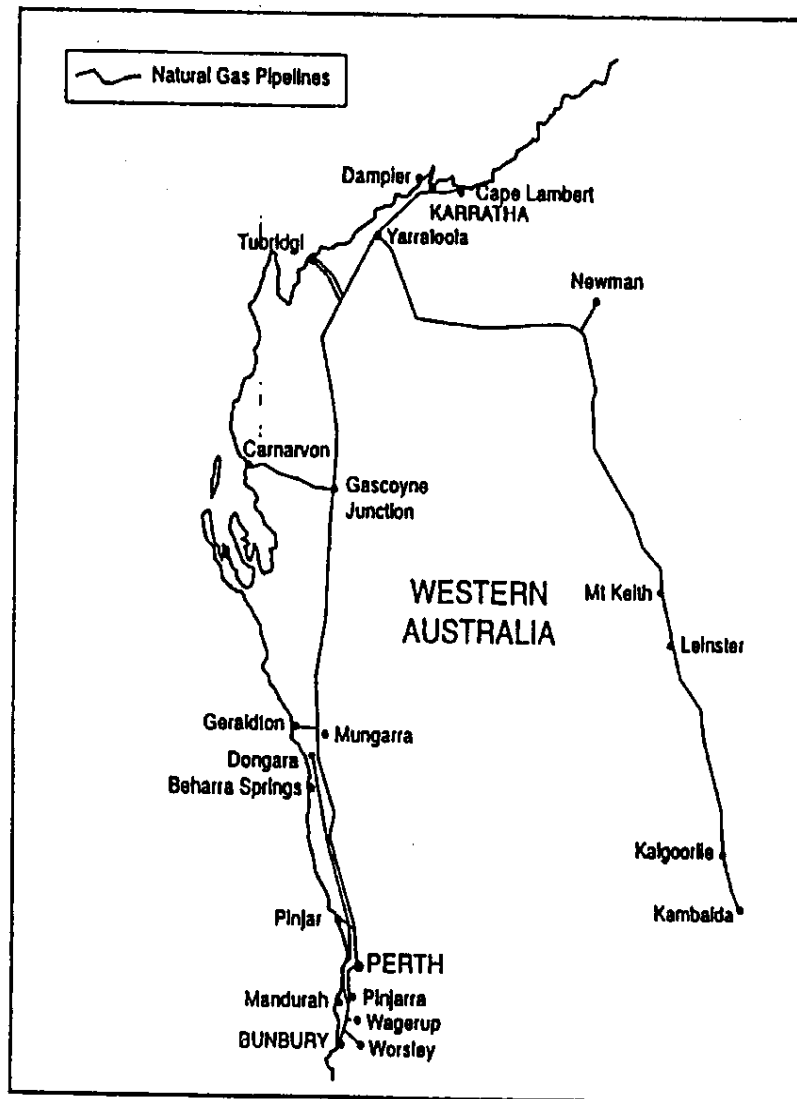 Natural Gas Pipelines
Dampier
Cape Lambert
KARRATHA
Yarraloola
Tubridgi
Newman
Carnarvon
Gascoyne
Junction
WESTERN
AUSTRALIA
Mt Keith
Leinster
Geraldton
Mungarra
Dongara
Beharra Springs
Kalgoorlie
Kambalda
Pinjar
PERTH
Mandurah
Pinjarra
Wagerup
BUNBURY
Worsley